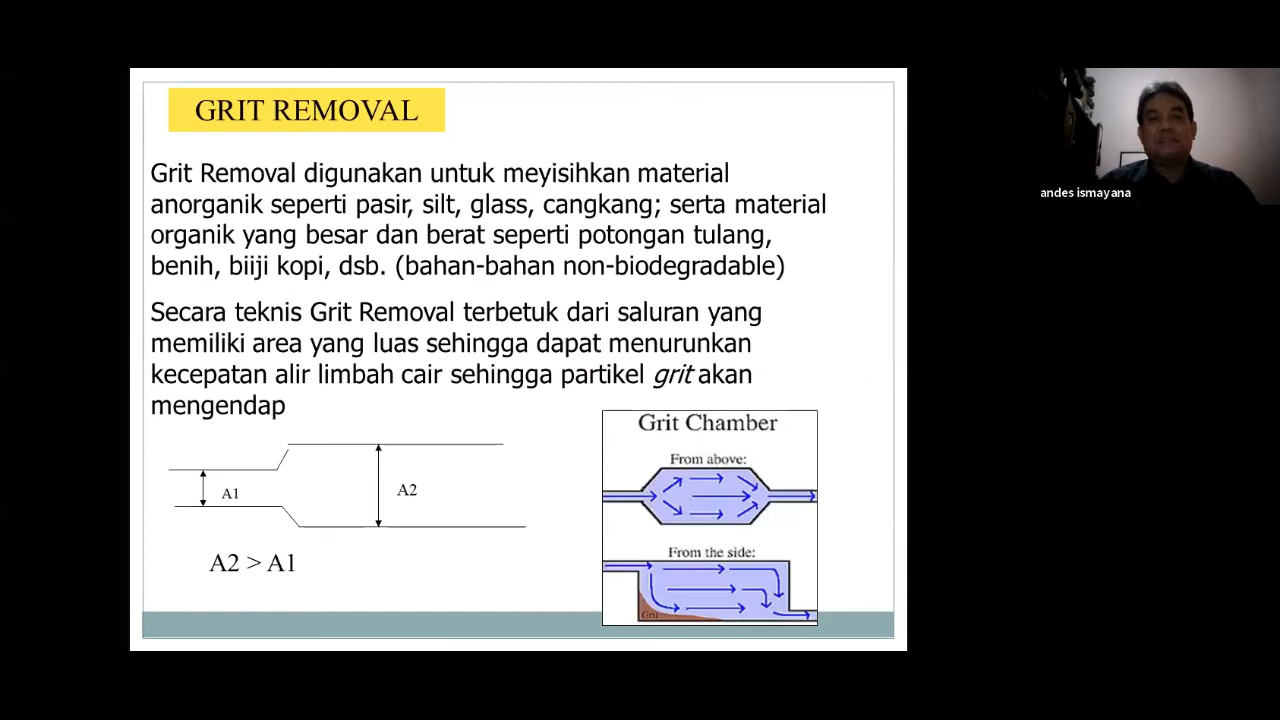 GRIT REMOVAL
Grit Removal digunakan untuk meyisihkan material
anorganik seperti pasir, silt, glass, cangkang; serta material
organik yang besar dan berat seperti potongan tulang,
benih, biiji kopi, dsb. (bahan-bahan non-biodegradable)
Secara teknis Grit Removal terbetuk dari saluran yang
memiliki area yang luas sehingga dapat menurunkan
kecepatan alir limbah cair sehingga partikel grit akan
mengendap
A1
A2
A2 > A1
Grit Chamber
From above:
From the side:
Grit
andes ismayana